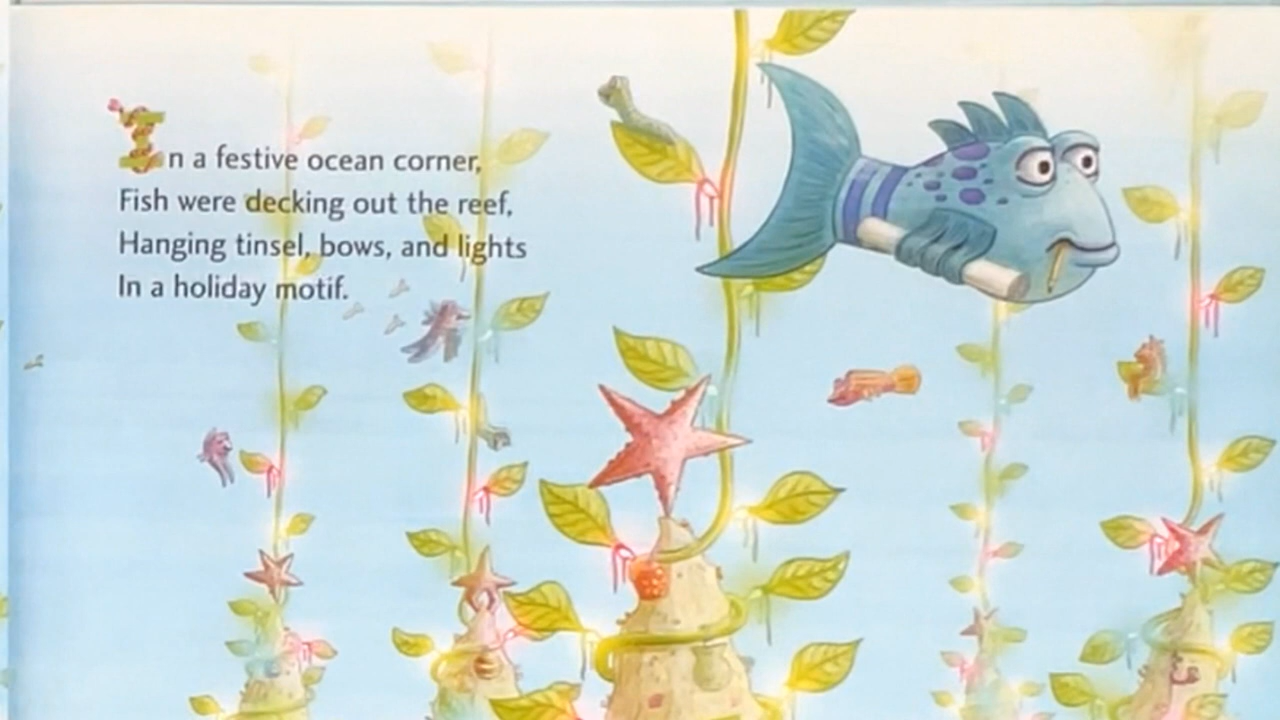 In a festive ocean corner,
Fish were decking out the reef,
Hanging tinsel, bows, and lights
In a holiday motif.